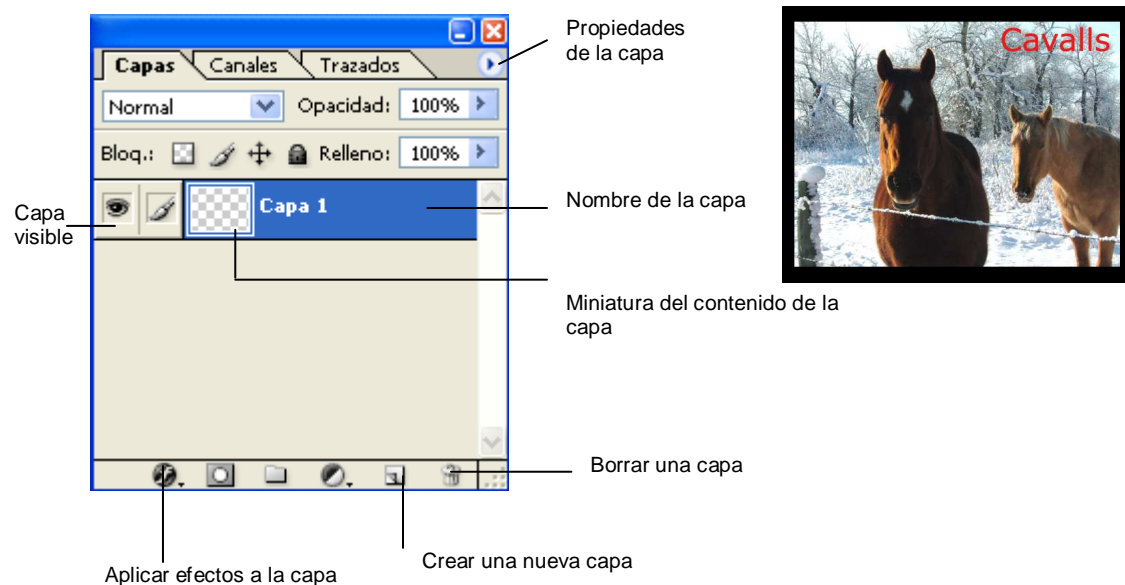 Propiedades
de la capa
Cavalls
Capas Canales Trazados
Normal Opacidad: 100%
Bloq.: Relleno: 100%
Capa 1
Nombre de la capa
Capa
visible
Miniatura del contenido de la
capa
Borrar una capa
Crear una nueva capa
Aplicar efectos a la capa